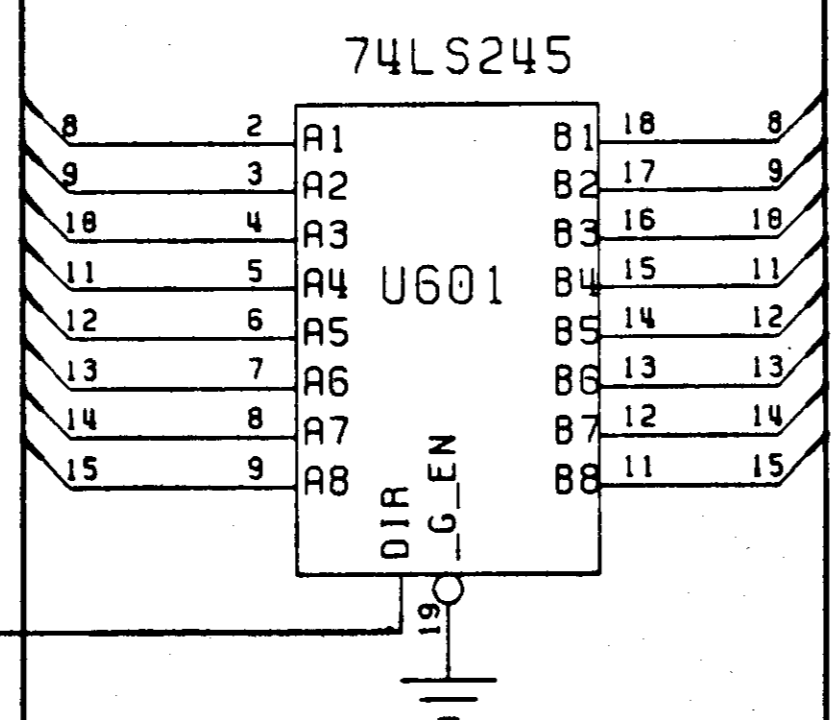 74LS245
8 2 A1 B1 18 8
9 3 A2 B2 17 9
10 4 A3 B3 16 10
11 5 A4 U601 B4 15 11
12 6 A5 B5 14 12
13 7 A6 B6 13 13
14 8 A7 B7 12 14
15 9 A8 B8 11 15
DIR
_G_EN
19